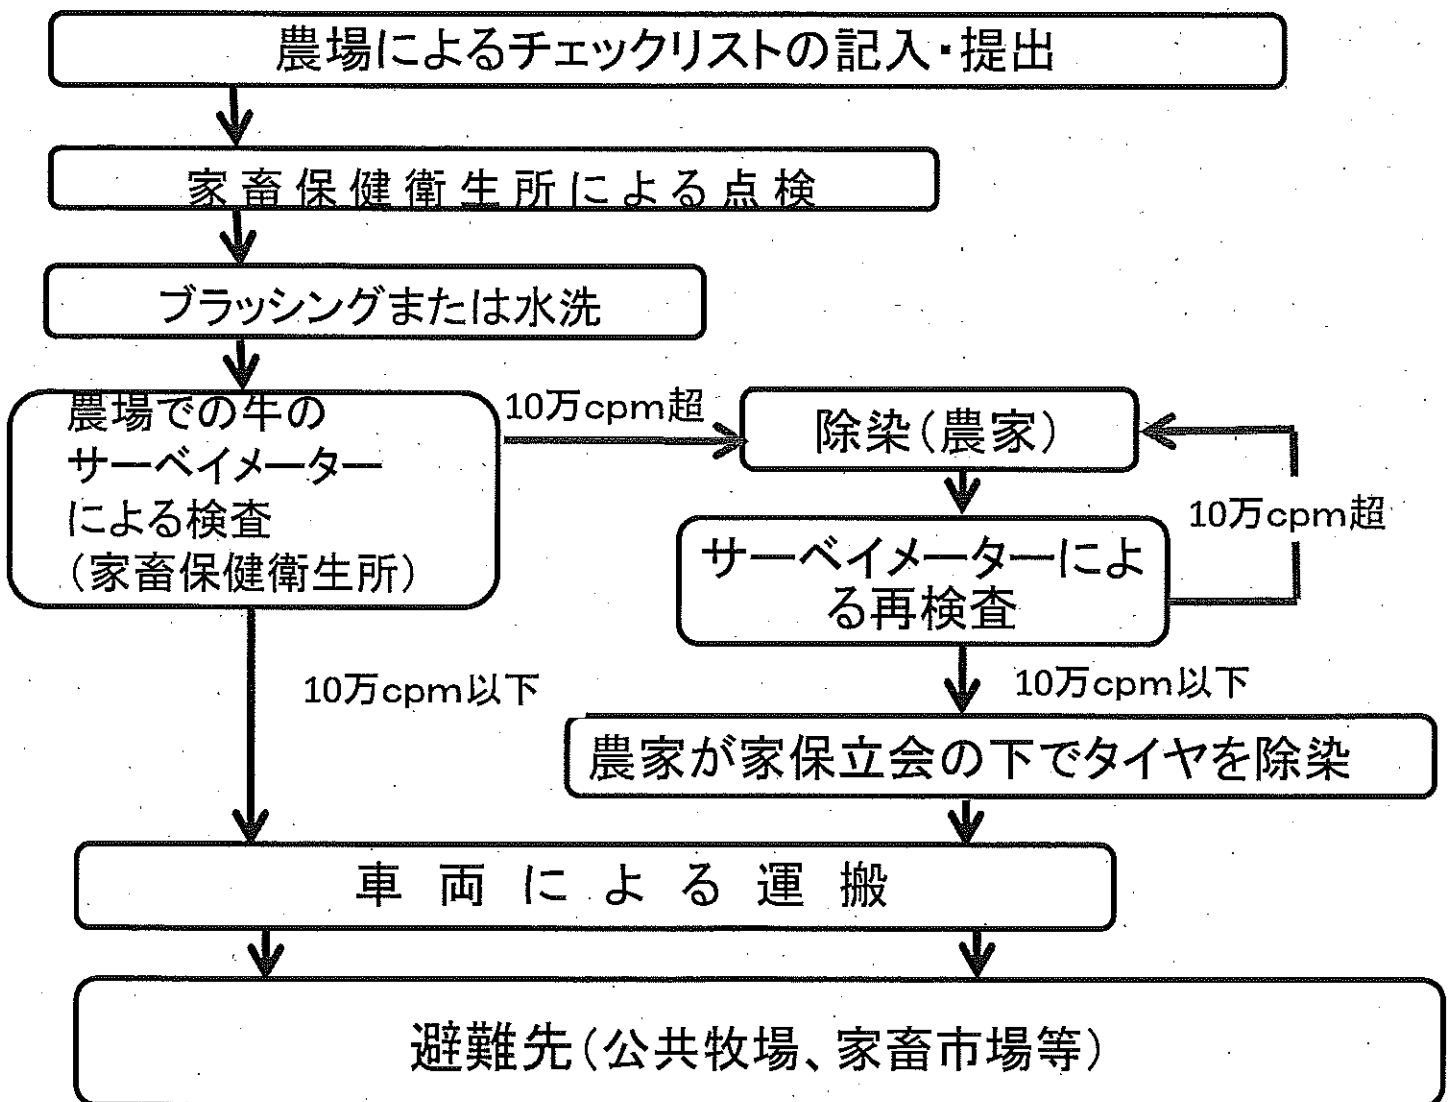 農場によるチェックリストの記入・提出
家畜保健衛生所による点検
ブラッシングまたは水洗
農場での牛の
サーベイメーター
による検査
（家畜保健衛生所）
10万cpm超
除染（農家）
10万cpm超
サーベイメーターによ
る再検査
10万cpm以下
10万cpm以下
農家が家保立会の下でタイヤを除染
車両による運搬
避難先（公共牧場、家畜市場等）